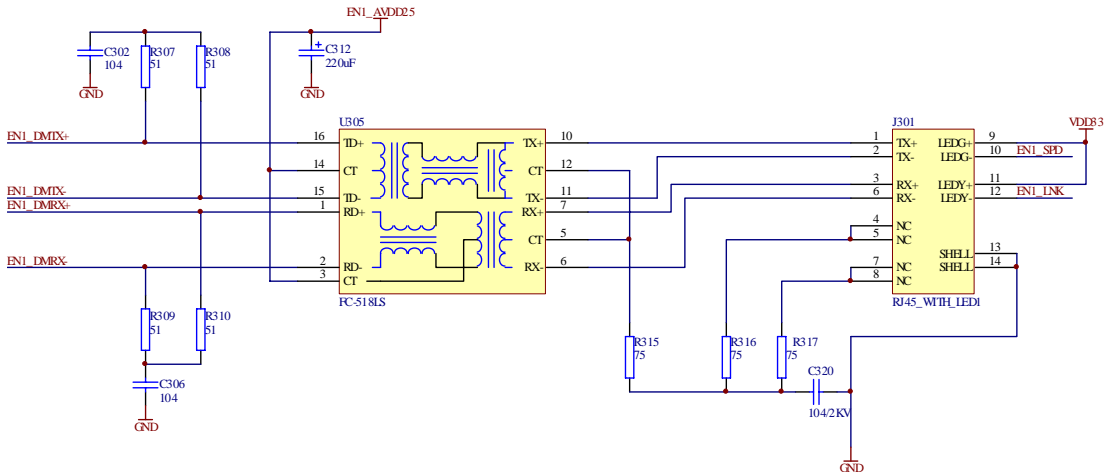 EN1_AVDD25
C302
104
R307
51
R308
51
C312
220uF
GND
GND
VDD33
U305
J301
EN1_DMTX+
16 TD+ TX+ 10
1 TX+ LEDG+ 9
2 TX- LEDG- 10 EN1_SPD
14 CT CT 12
3 RX+ LEDY+ 11
EN1_DMTX-
15 TD- TX- 11
6 RX- LEDY- 12 EN1_LNK
EN1_DMRX+
1 RD+ RX+ 7
4 NC
5 NC
CT 5
SHELL 13
EN1_DMRX-
2 RD- RX- 6
7 NC SHELL 14
3 CT
8 NC
FC-518LS
RJ45_WITH_LED1
R309
51
R310
51
R315
75
R316
75
R317
75
C320
104/2KV
C306
104
GND
GND